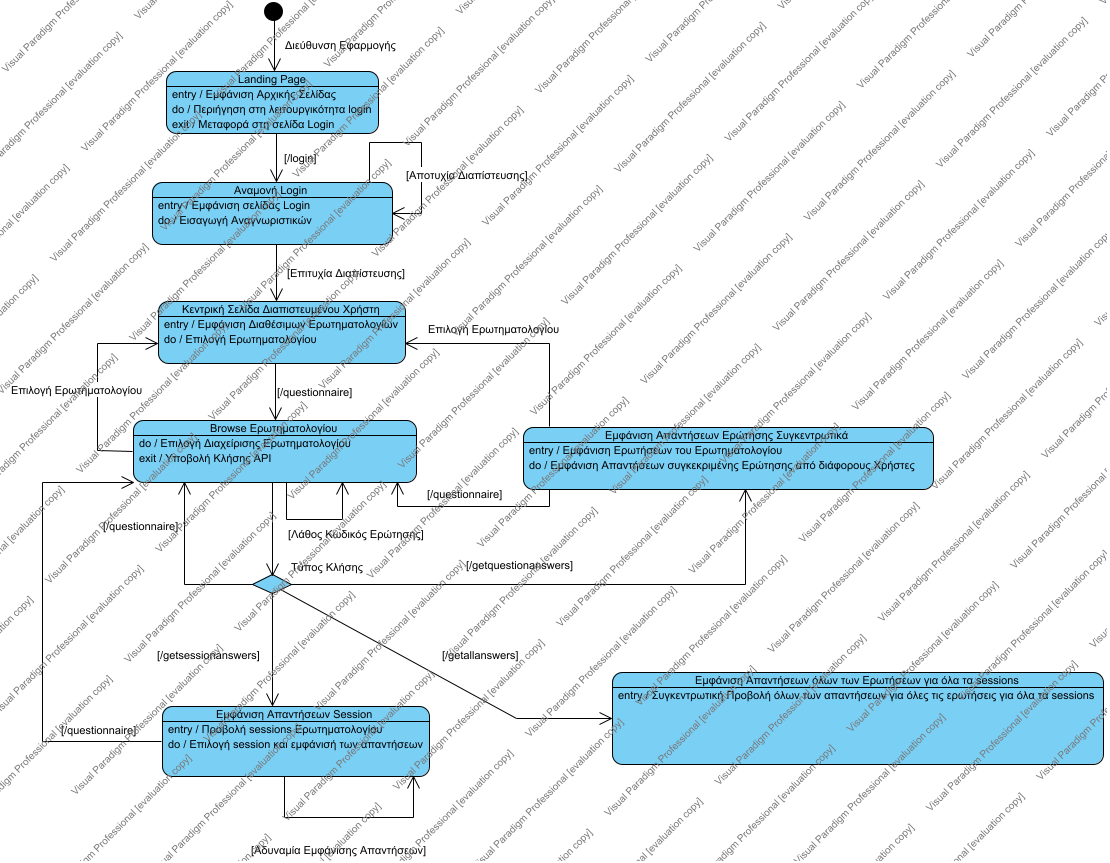 Διεύθυνση Εφαρμογής
Landing Page
entry / Εμφάνιση Αρχικής Σελίδας
do / Περιήγηση στη λειτουργικότητα login
exit / Μεταφορά στη σελίδα Login
[/login]
[Αποτυχία Διαπίστευσης]
Αναμονή Login
entry / Εμφάνιση σελίδας Login
do / Εισαγωγή Αναγνωριστικών
[Επιτυχία Διαπίστευσης]
Κεντρική Σελίδα Διαπιστευμένου Χρήστη
entry / Εμφάνιση Διαθέσιμων Ερωτηματολογίων
do / Επιλογή Ερωτηματολογίου
Επιλογή Ερωτηματολογίου
Επιλογή Ερωτηματολογίου
[/questionnaire]
Browse Ερωτηματολογίου
do / Επιλογή Διαχείρισης Ερωτηματολογίου
exit / Υποβολή Κλήσης API
Εμφάνιση Απαντήσεων Ερώτησης Συγκεντρωτικά
entry / Εμφάνιση Ερωτήσεων του Ερωτηματολογίου
do / Εμφάνιση Απαντήσεων συγκεκριμένης Ερώτησης από διάφορους Χρήστες
[/questionnaire]
[/questionnaire]
[Λάθος Κωδικός Ερώτησης]
Τύπος Κλήσης
[/getquestionanswers]
[/getsessionanswers]
[/getallanswers]
Εμφάνιση Απαντήσεων όλων των Ερωτήσεων για όλα τα sessions
entry / Συγκεντρωτική Προβολή όλων των απαντήσεων για όλες τις ερωτήσεις για όλα τα sessions
Εμφάνιση Απαντήσεων Session
entry / Προβολή sessions Ερωτηματολογίου
do / Επιλογή session και εμφάνισή των απαντήσεων
[/questionnaire]
[Αδυναμία Εμφάνισης Απαντήσεων]
Visual Paradigm Professional [evaluation copy]